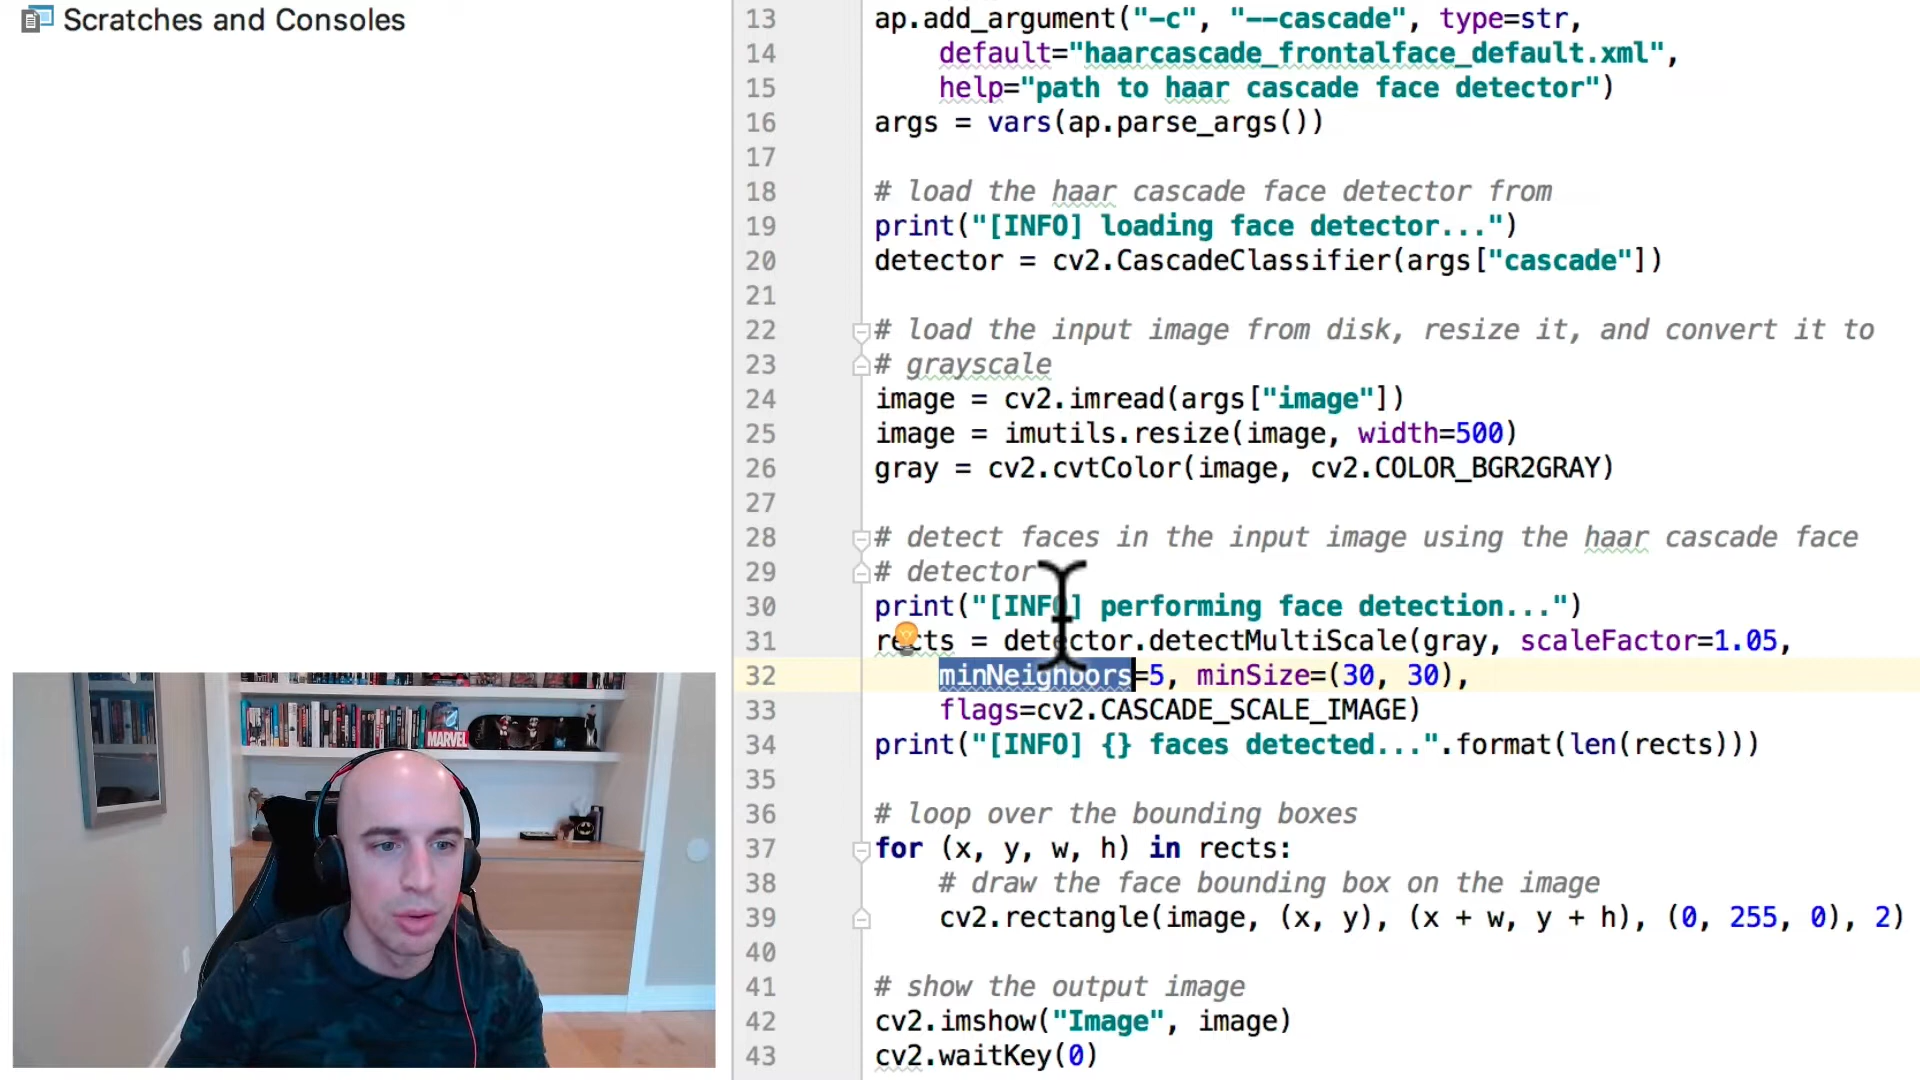 Scratches and Consoles
13 ap.add_argument("-c", "--cascade", type=str,
14 default="haarcascade_frontalface_default.xml",
15 help="path to haar cascade face detector")
16 args = vars(ap.parse_args())
17
18 # load the haar cascade face detector from
19 print("[INFO] loading face detector...")
20 detector = cv2.CascadeClassifier(args["cascade"])
21
22 # load the input image from disk, resize it, and convert it to
23 # grayscale
24 image = cv2.imread(args["image"])
25 image = imutils.resize(image, width=500)
26 gray = cv2.cvtColor(image, cv2.COLOR_BGR2GRAY)
27
28 # detect faces in the input image using the haar cascade face
29 # detector
30 print("[INFO] performing face detection...")
31 rects = detector.detectMultiScale(gray, scaleFactor=1.05,
32 minNeighbors=5, minSize=(30, 30),
33 flags=cv2.CASCADE_SCALE_IMAGE)
34 print("[INFO] {} faces detected...".format(len(rects)))
35
36 # loop over the bounding boxes
37 for (x, y, w, h) in rects:
38 # draw the face bounding box on the image
39 cv2.rectangle(image, (x, y), (x + w, y + h), (0, 255, 0), 2)
40
41 # show the output image
42 cv2.imshow("Image", image)
43 cv2.waitKey(0)
MARVEL